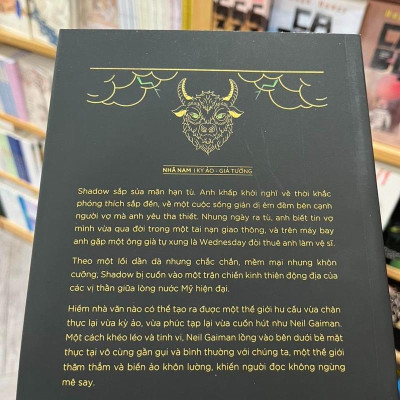 NHÃ NAM | KỲ ẢO - GIẢ TƯỞNG
Shadow sắp sửa mãn hạn tù. Anh khấp khởi nghĩ về thời khắc
phóng thích sắp đến, về một cuộc sống giản dị êm đềm bên cạnh
người vợ mà anh yêu tha thiết. Nhưng ngày ra tù, anh biết tin vợ
mình vừa qua đời trong một tai nạn giao thông, và trên máy bay
anh gặp một ông già tự xưng là Wednesday đòi thuê anh làm vệ sĩ.
Theo một lối dần dà nhưng chắc chắn, mềm mại nhưng khôn
cưỡng, Shadow bị cuốn vào một trận chiến kinh thiên động địa của
các vị thần giữa lòng nước Mỹ hiện đại.
Hiếm nhà văn nào có thể tạo ra được một thế giới hư cấu vừa chân
thực lại vừa kỳ ảo, vừa phức tạp lại vừa cuốn hút như Neil Gaiman.
Một cách khéo léo và tinh vi, Neil Gaiman lồng vào bên dưới bề mặt
thực tại vô cùng gần gụi và bình thường với chúng ta, một thế giới
thăm thẳm và biến ảo khôn lường, khiến người đọc không ngừng
mê say.